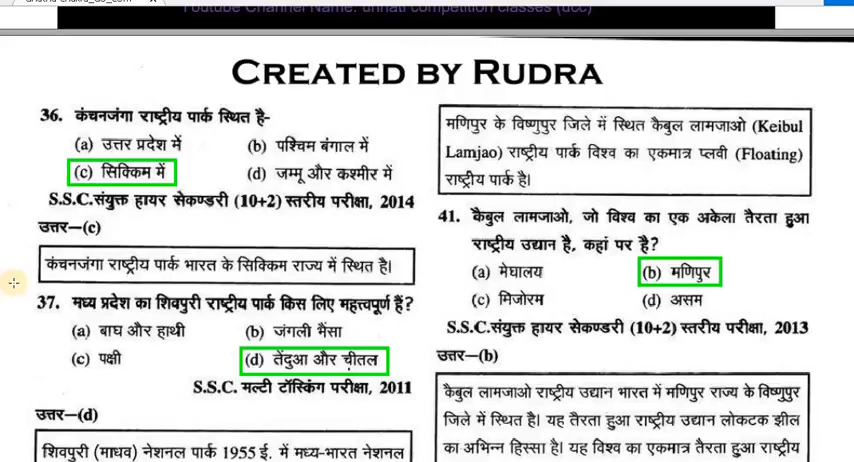 Youtube Channel Name: unnati competition classes (ucc)
CREATED BY RUDRA
36. कंचनजंगा राष्ट्रीय पार्क स्थित है-
(a) उत्तर प्रदेश में (b) पश्चिम बंगाल में
(c) सिक्किम में (d) जम्मू और कश्मीर में
S.S.C.संयुक्त हायर सेकण्डरी (10+2) स्तरीय परीक्षा, 2014
उत्तर—(c)
कंचनजंगा राष्ट्रीय पार्क भारत के सिक्किम राज्य में स्थित है।
37. मध्य प्रदेश का शिवपुरी राष्ट्रीय पार्क किस लिए महत्त्वपूर्ण हैं?
(a) बाघ और हाथी (b) जंगली भैंसा
(c) पक्षी (d) तेंदुआ और चीतल
S.S.C. मल्टी टॉस्किंग परीक्षा, 2011
उत्तर—(d)
शिवपुरी (माधव) नेशनल पार्क 1955 ई. में मध्य-भारत नेशनल
मणिपुर के विष्णुपुर जिले में स्थित कैबुल लामजाओ (Keibul
Lamjao) राष्ट्रीय पार्क विश्व का एकमात्र प्लवी (Floating)
राष्ट्रीय पार्क है।
41. कैबुल लामजाओ, जो विश्व का एक अकेला तैरता हुआ
राष्ट्रीय उद्यान है, कहां पर है?
(a) मेघालय (b) मणिपुर
(c) मिजोरम (d) असम
S.S.C.संयुक्त हायर सेकण्डरी (10+2) स्तरीय परीक्षा, 2013
उत्तर—(b)
कैबुल लामजाओ राष्ट्रीय उद्यान भारत में मणिपुर राज्य के विष्णुपुर
जिले में स्थित है। यह तैरता हुआ राष्ट्रीय उद्यान लोकटक झील
का अभिन्न हिस्सा है। यह विश्व का एकमात्र तैरता हुआ राष्ट्रीय